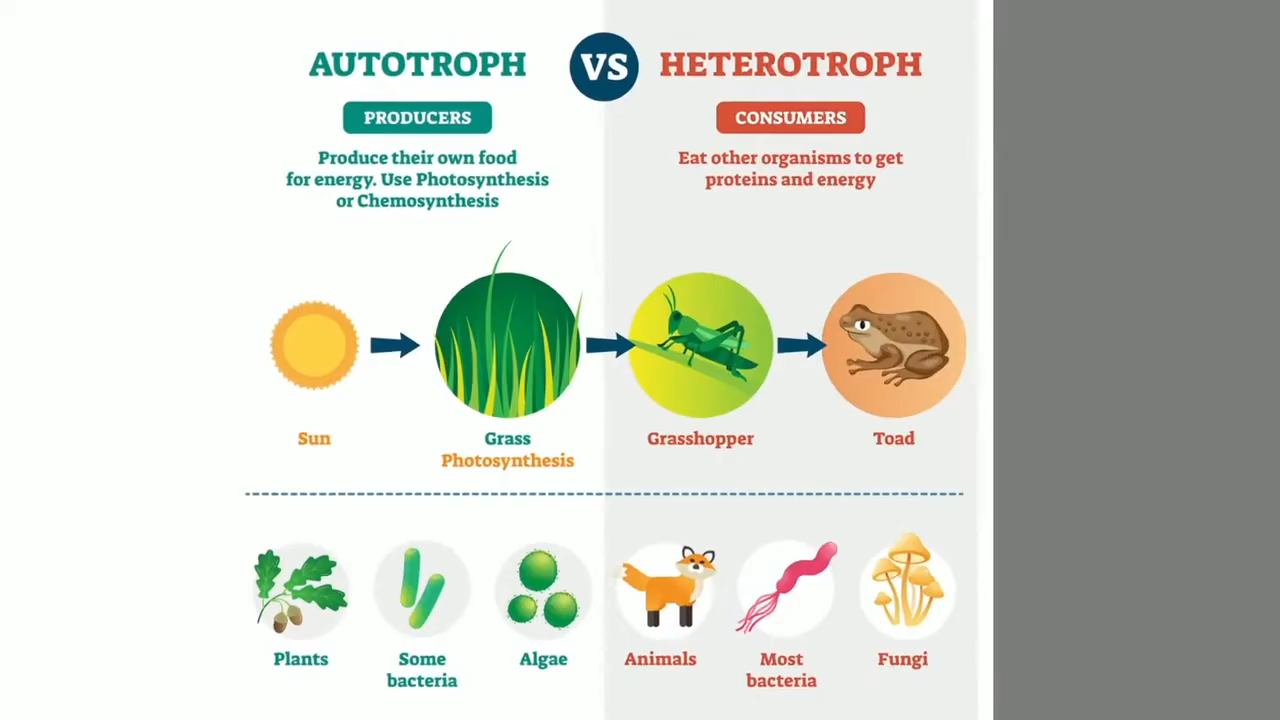 AUTOTROPH
VS
HETEROTROPH
PRODUCERS
CONSUMERS
Produce their own food
for energy. Use Photosynthesis
or Chemosynthesis
Eat other organisms to get
proteins and energy
Sun
Grass
Photosynthesis
Grasshopper
Toad
Plants
Some
bacteria
Algae
Animals
Most
bacteria
Fungi